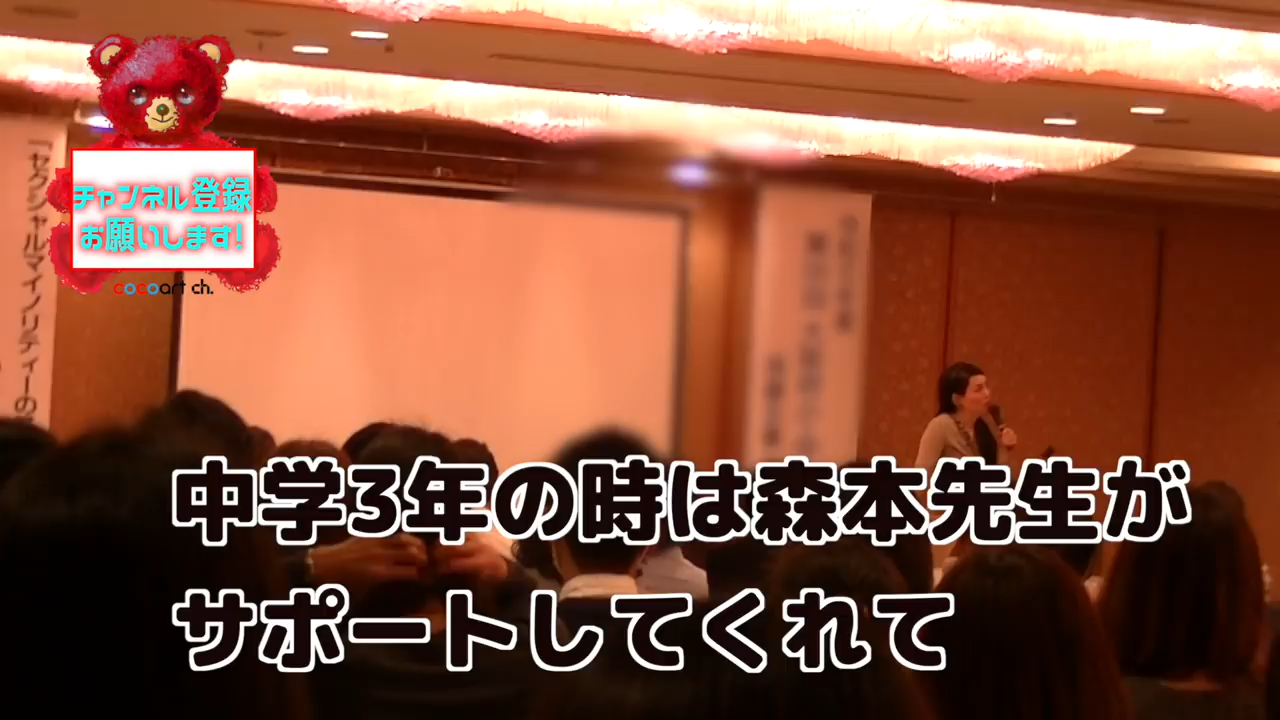 「セクシャルマイノリティーの
チャンネル登録
お願いします!
cocoart ch.
中学3年の時は森本先生が
サポートしてくれて